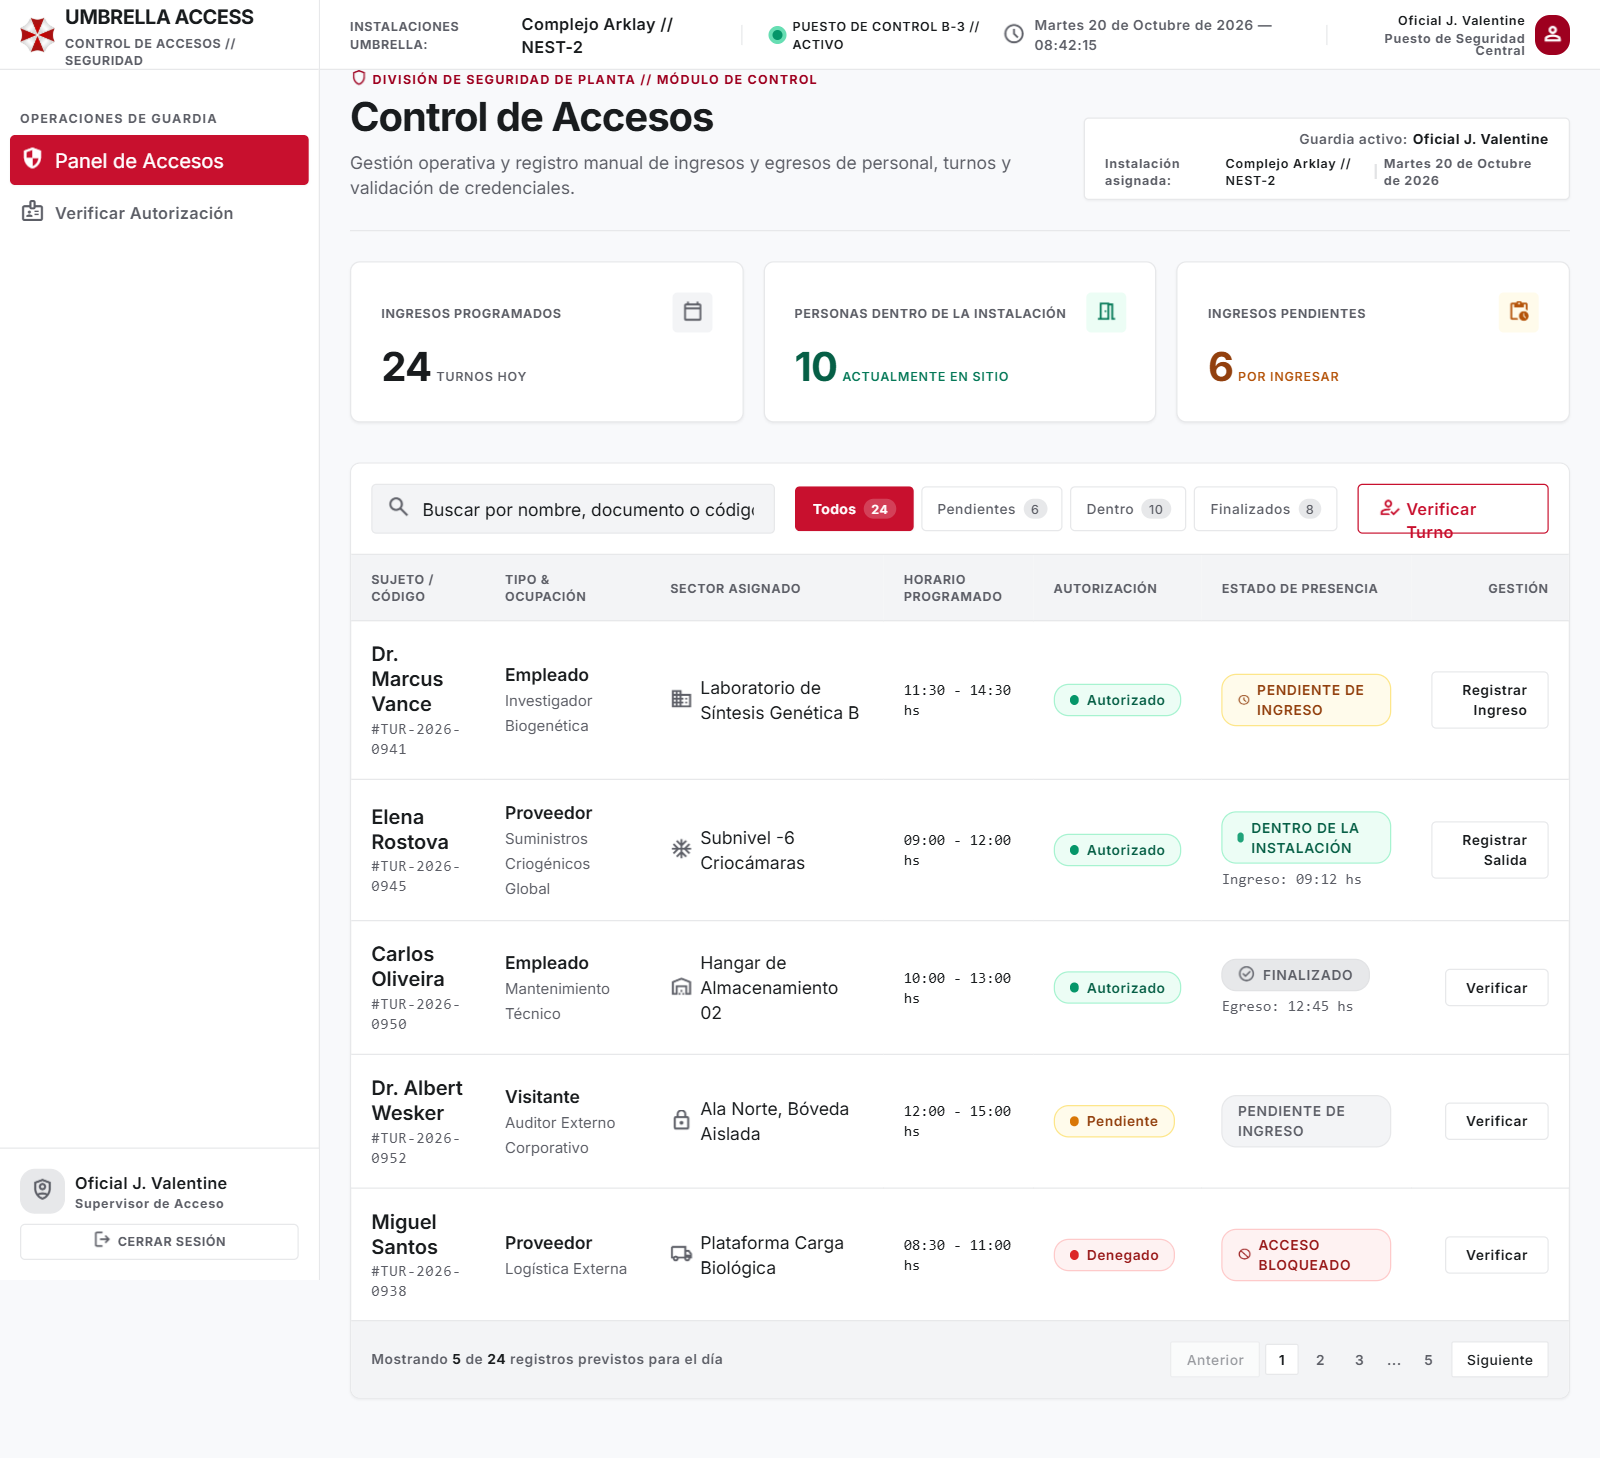 UMBRELLA ACCESS
CONTROL DE ACCESOS //
SEGURIDAD
INSTALACIONES
UMBRELLA:
Complejo Arklay //
NEST-2
PUESTO DE CONTROL B-3 //
ACTIVO
Martes 20 de Octubre de 2026 —
08:42:15
Oficial J. Valentine
Puesto de Seguridad
Central
OPERACIONES DE GUARDIA
Panel de Accesos
Verificar Autorización
DIVISIÓN DE SEGURIDAD DE PLANTA // MÓDULO DE CONTROL
Control de Accesos
Gestión operativa y registro manual de ingresos y egresos de personal, turnos y
validación de credenciales.
Guardia activo: Oficial J. Valentine
Instalación
asignada:
Complejo Arklay //
NEST-2
Martes 20 de Octubre
de 2026
INGRESOS PROGRAMADOS
24 TURNOS HOY
PERSONAS DENTRO DE LA INSTALACIÓN
10 ACTUALMENTE EN SITIO
INGRESOS PENDIENTES
6 POR INGRESAR
Buscar por nombre, documento o códig
Todos 24
Pendientes 6
Dentro 10
Finalizados 8
Verificar
Turno
SUJETO /
CÓDIGO
TIPO &
OCUPACIÓN
SECTOR ASIGNADO
HORARIO
PROGRAMADO
AUTORIZACIÓN
ESTADO DE PRESENCIA
GESTIÓN
Dr.
Marcus
Vance
#TUR-2026-
0941
Empleado
Investigador
Biogenética
Laboratorio de
Síntesis Genética B
11:30 - 14:30
hs
Autorizado
PENDIENTE DE
INGRESO
Registrar
Ingreso
Elena
Rostova
#TUR-2026-
0945
Proveedor
Suministros
Criogénicos
Global
Subnivel -6
Criocámaras
09:00 - 12:00
hs
Autorizado
DENTRO DE LA
INSTALACIÓN
Ingreso: 09:12 hs
Registrar
Salida
Carlos
Oliveira
#TUR-2026-
0950
Empleado
Mantenimiento
Técnico
Hangar de
Almacenamiento
02
10:00 - 13:00
hs
Autorizado
FINALIZADO
Egreso: 12:45 hs
Verificar
Dr. Albert
Wesker
#TUR-2026-
0952
Visitante
Auditor Externo
Corporativo
Ala Norte, Bóveda
Aislada
12:00 - 15:00
hs
Pendiente
PENDIENTE DE
INGRESO
Verificar
Miguel
Santos
#TUR-2026-
0938
Proveedor
Logística Externa
Plataforma Carga
Biológica
08:30 - 11:00
hs
Denegado
ACCESO
BLOQUEADO
Verificar
Oficial J. Valentine
Supervisor de Acceso
CERRAR SESIÓN
Mostrando 5 de 24 registros previstos para el día
Anterior 1 2 3 ... 5 Siguiente